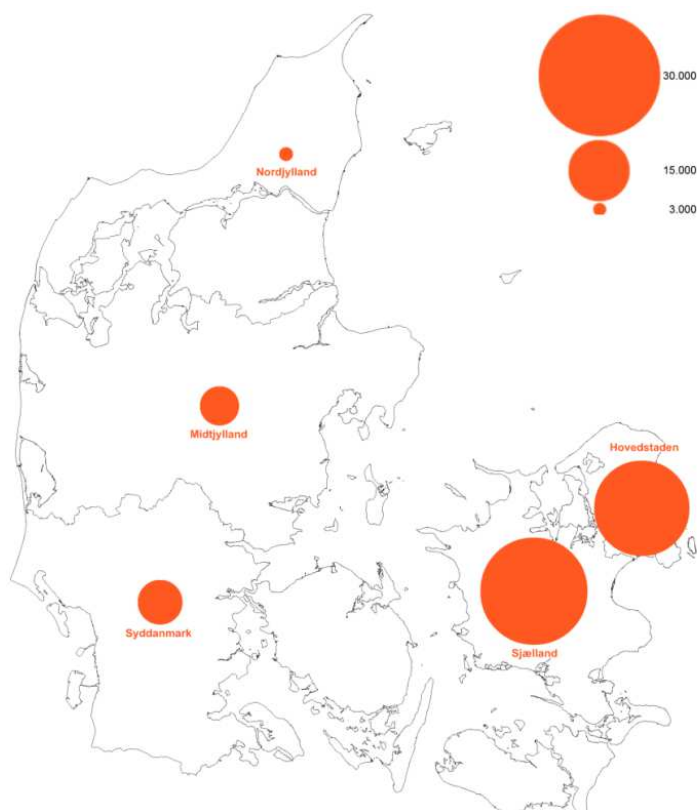 30.000
15.000
3.000
Nordjylland
Midtjylland
Hovedstaden
Syddanmark
Sjælland